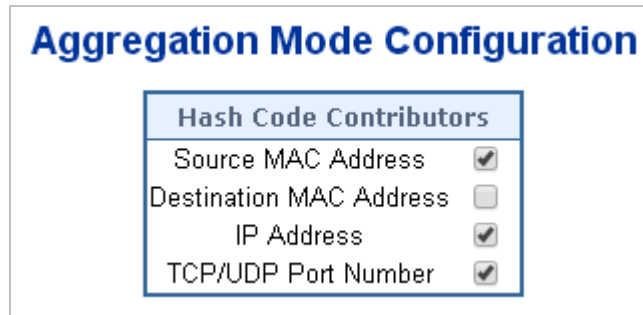 Aggregation Mode Configuration
Hash Code Contributors
Source MAC Address
Destination MAC Address
IP Address
TCP/UDP Port Number